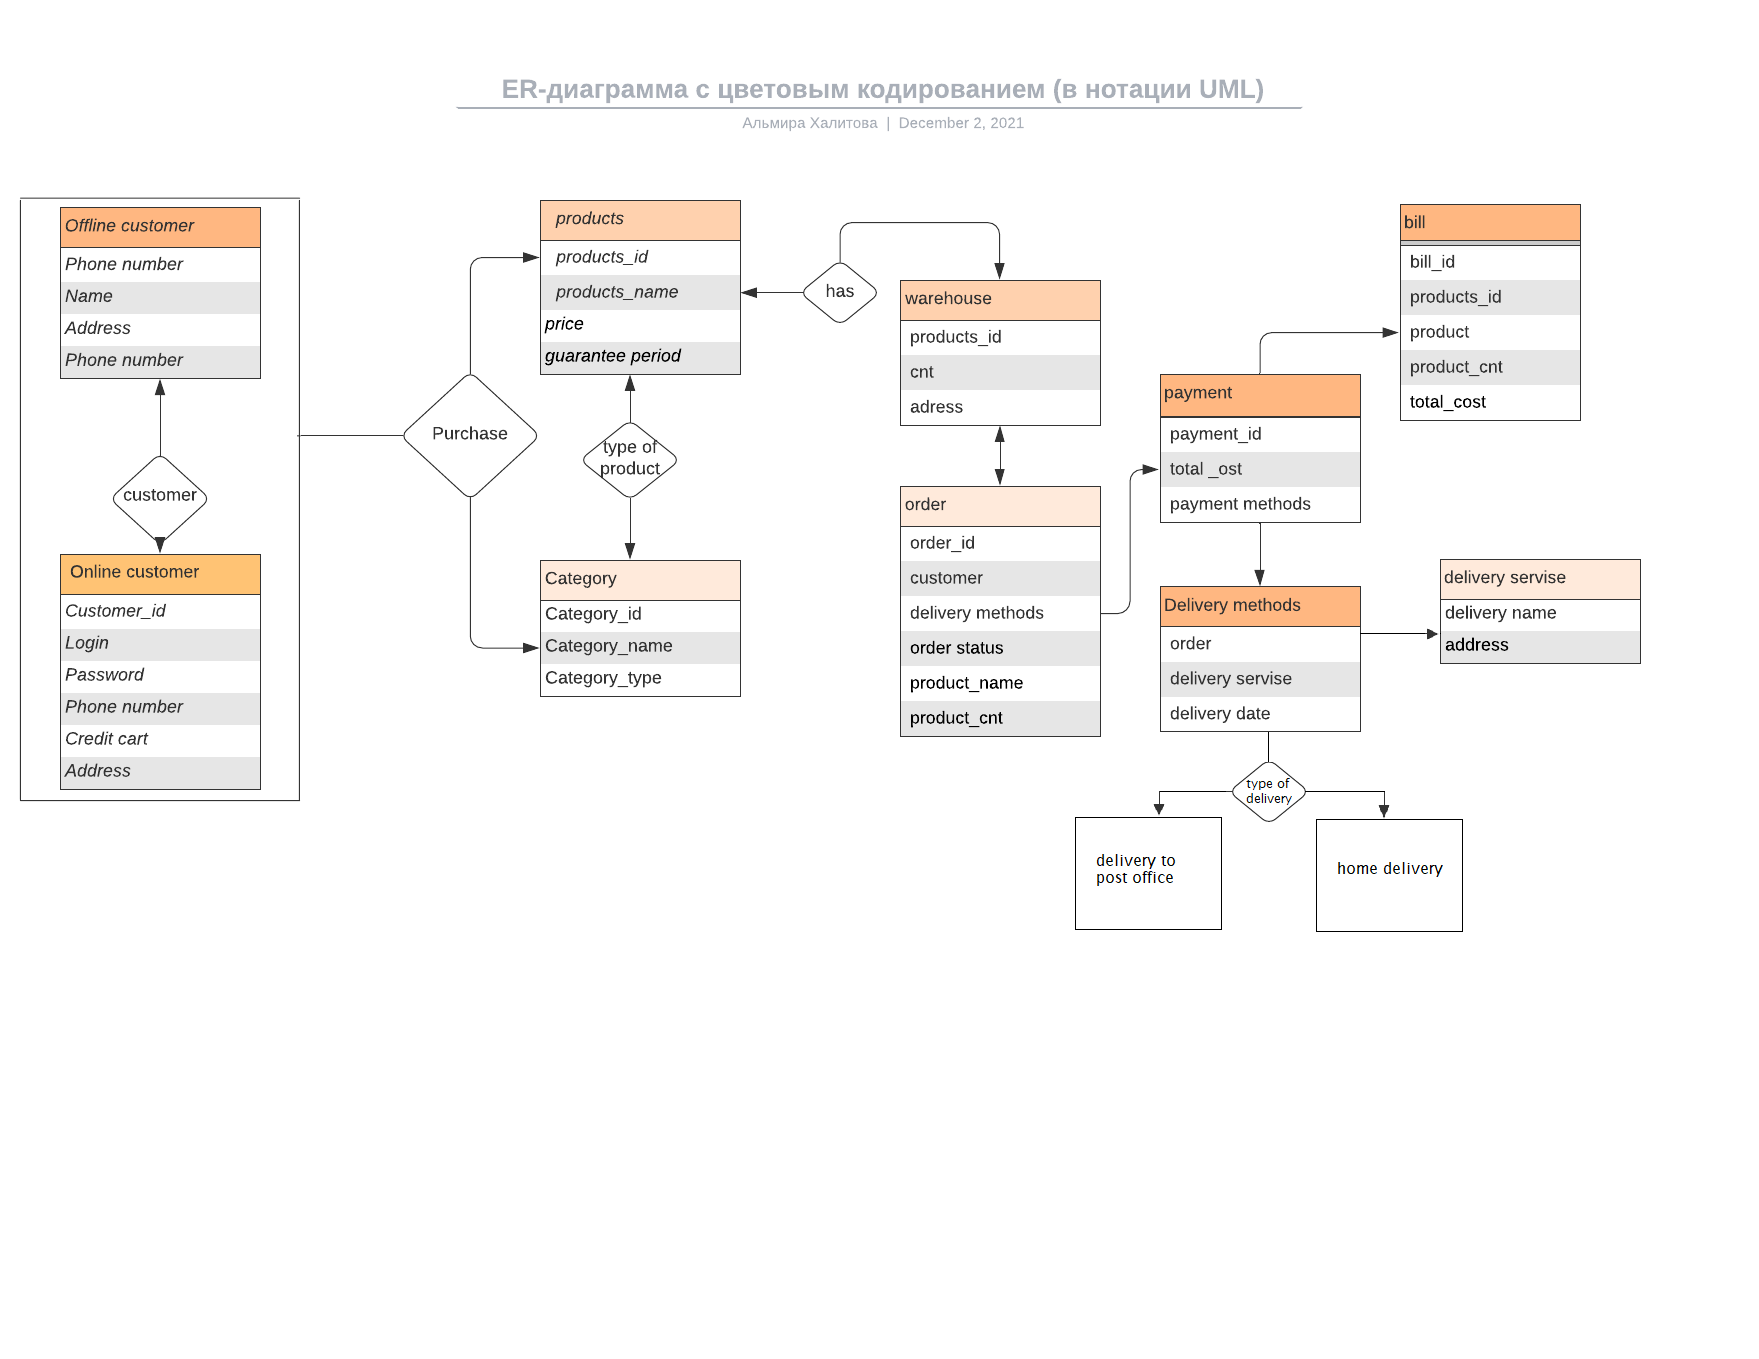 ER-диаграмма с цветовым кодированием (в нотации UML)
Альмира Халитова | December 2, 2021
Offline customer
Phone number
Name
Address
Phone number
customer
Online customer
Customer_id
Login
Password
Phone number
Credit cart
Address
Purchase
products
products_id
products_name
price
guarantee period
type of
product
Category
Category_id
Category_name
Category_type
has
warehouse
products_id
cnt
adress
order
order_id
customer
delivery methods
order status
product_name
product_cnt
payment
payment_id
total _ost
payment methods
bill
bill_id
products_id
product
product_cnt
total_cost
Delivery methods
order
delivery servise
delivery date
delivery servise
delivery name
address
type of
delivery
delivery to
post office
home delivery